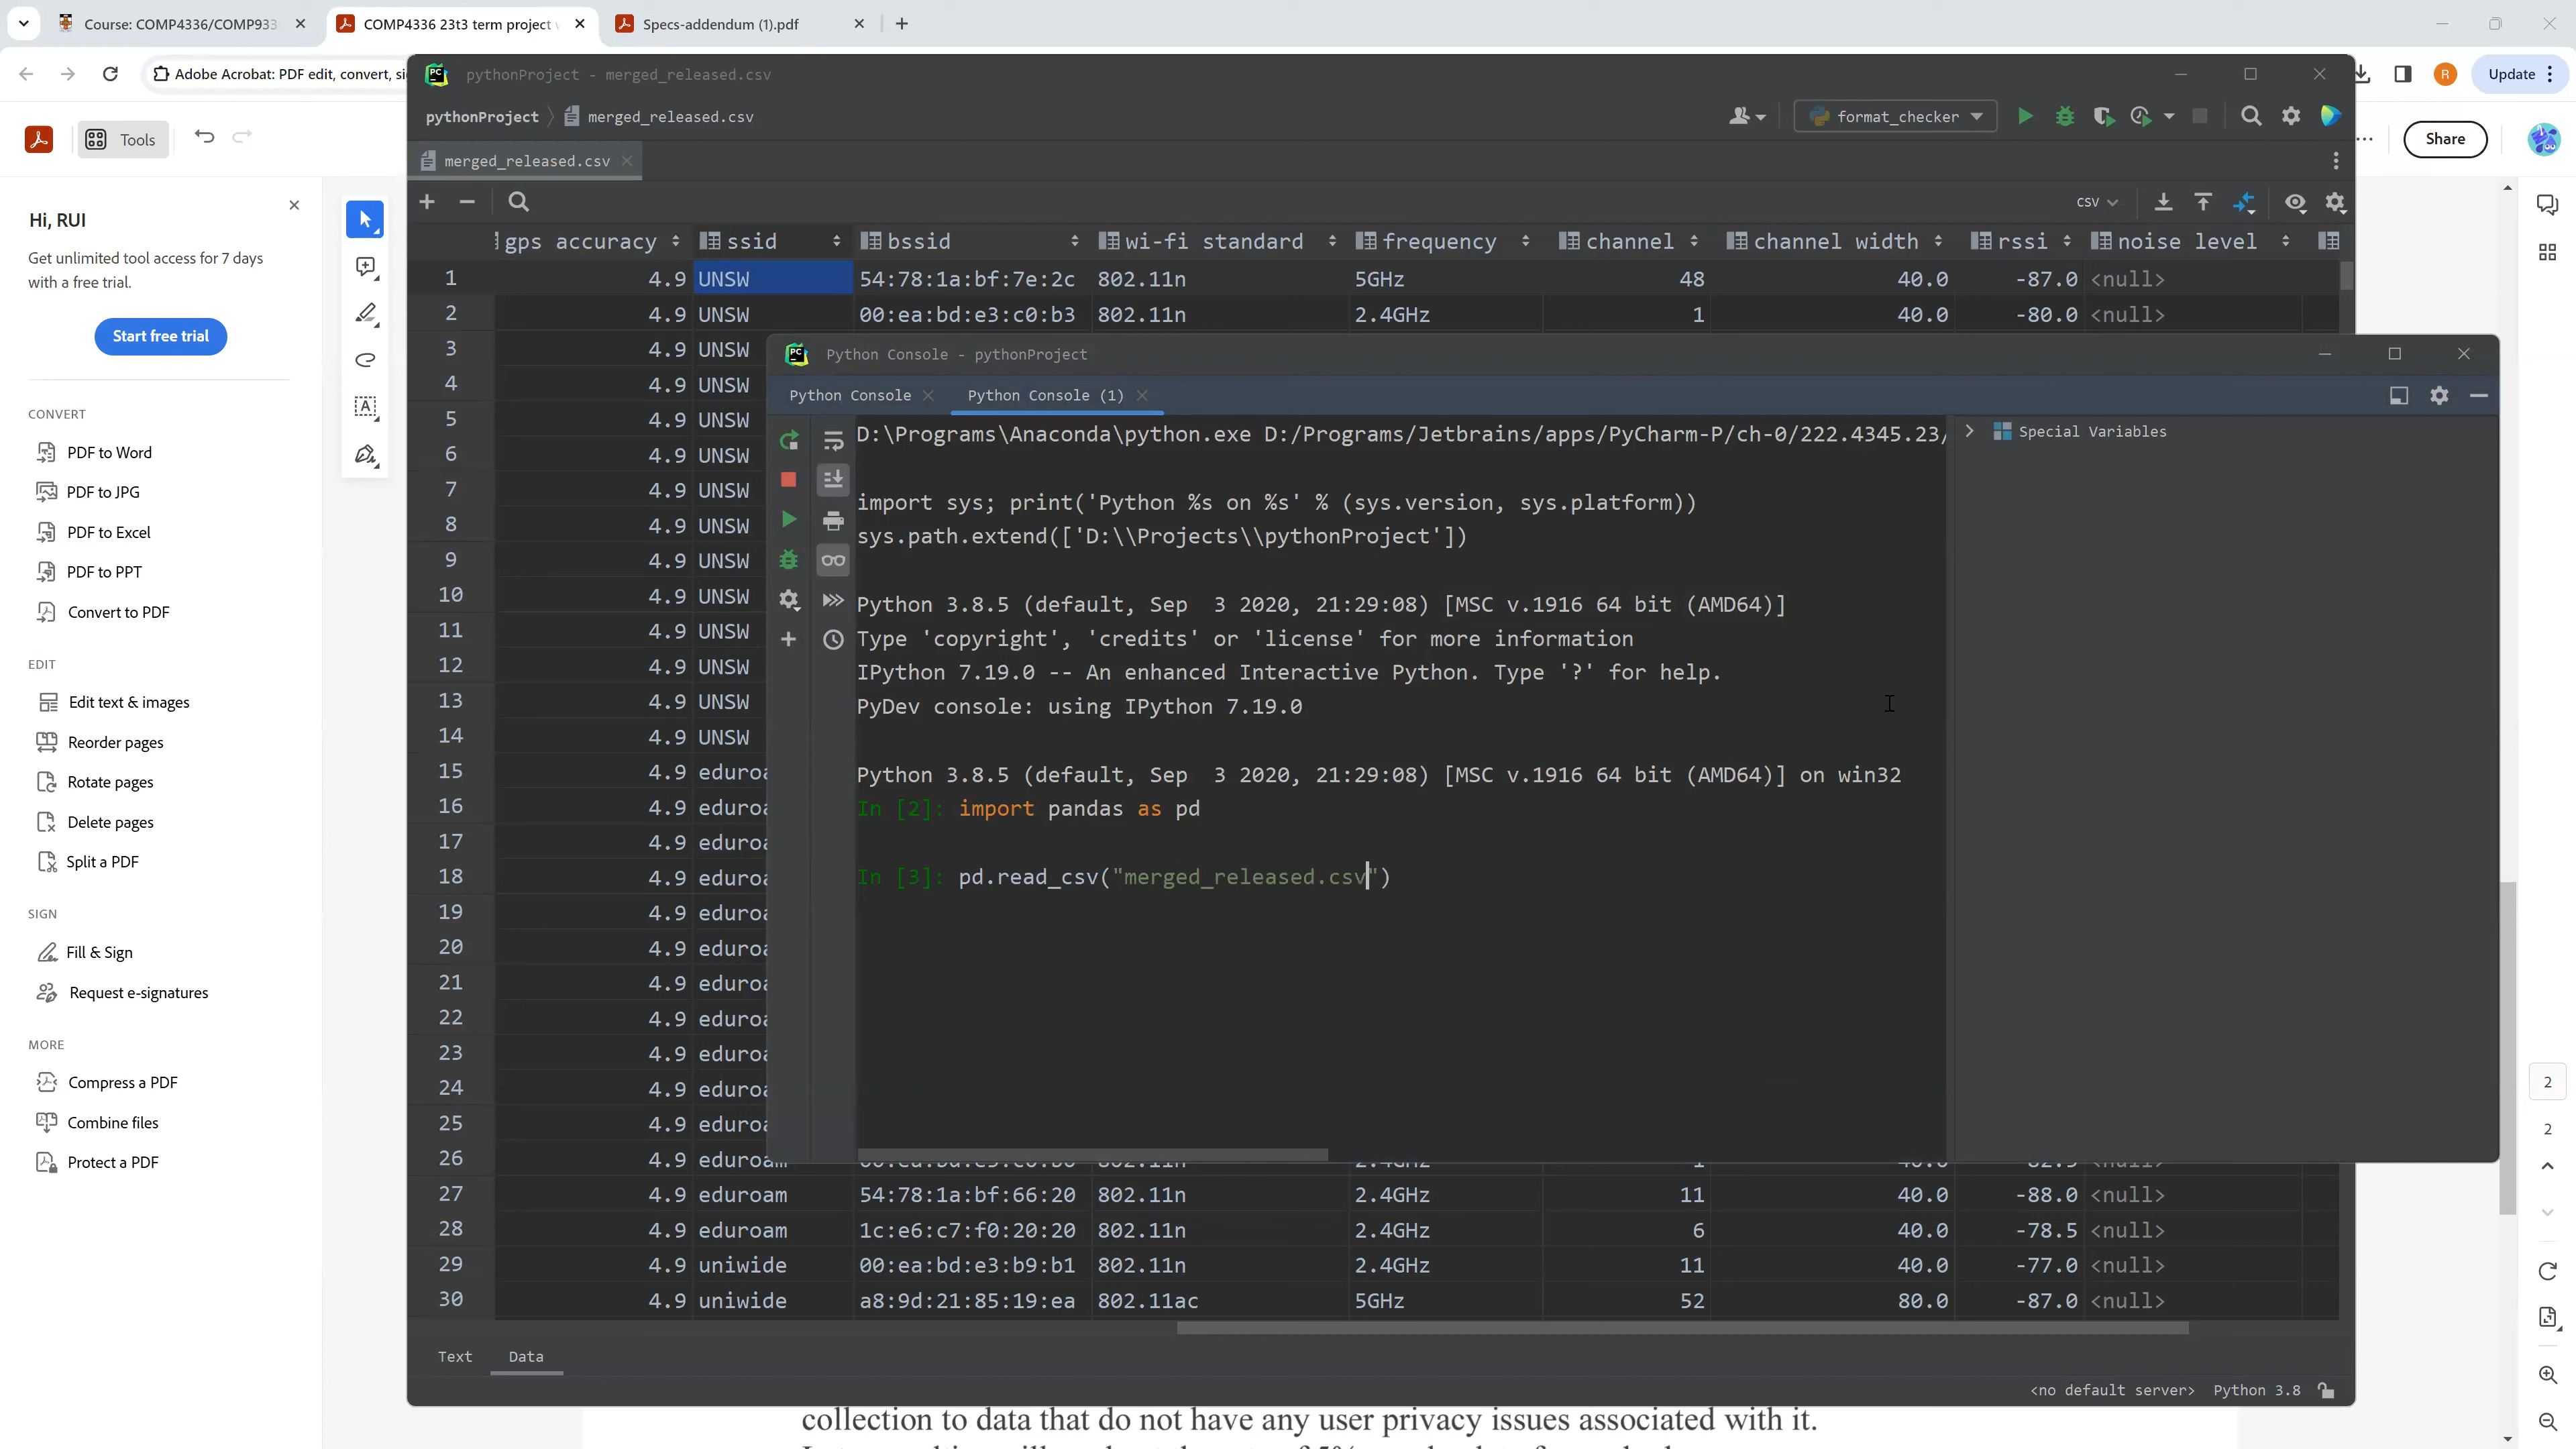 Course: COMP4336/COMP933
COMP4336 23t3 term project
Specs-addendum (1).pdf
Adobe Acrobat: PDF edit, convert, si
R
Update
Tools
Share
Hi, RUI
Get unlimited tool access for 7 days
with a free trial.
Start free trial
CONVERT
PDF to Word
PDF to JPG
PDF to Excel
PDF to PPT
Convert to PDF
EDIT
Edit text & images
Reorder pages
Rotate pages
Delete pages
Split a PDF
SIGN
Fill & Sign
Request e-signatures
MORE
Compress a PDF
Combine files
Protect a PDF
pythonProject - merged_released.csv
pythonProject merged_released.csv
format_checker
merged_released.csv
CSV
gps accuracy ssid bssid wi-fi standard frequency channel channel width rssi noise level
1 4.9 UNSW 54:78:1a:bf:7e:2c 802.11n 5GHz 48 40.0 -87.0 <null>
2 4.9 UNSW 00:ea:bd:e3:c0:b3 802.11n 2.4GHz 1 40.0 -80.0 <null>
3 4.9 UNSW
4 4.9 UNSW
5 4.9 UNSW
6 4.9 UNSW
7 4.9 UNSW
8 4.9 UNSW
9 4.9 UNSW
10 4.9 UNSW
11 4.9 UNSW
12 4.9 UNSW
13 4.9 UNSW
14 4.9 UNSW
15 4.9 eduroa
16 4.9 eduroa
17 4.9 eduroa
18 4.9 eduroa
19 4.9 eduroa
20 4.9 eduroa
21 4.9 eduroa
22 4.9 eduroa
23 4.9 eduroa
24 4.9 eduroa
25 4.9 eduroa
26 4.9 eduroam
27 4.9 eduroam 54:78:1a:bf:66:20 802.11n 2.4GHz 11 40.0 -88.0 <null>
28 4.9 eduroam 1c:e6:c7:f0:20:20 802.11n 2.4GHz 6 40.0 -78.5 <null>
29 4.9 uniwide 00:ea:bd:e3:b9:b1 802.11n 2.4GHz 11 40.0 -77.0 <null>
30 4.9 uniwide a8:9d:21:85:19:ea 802.11ac 5GHz 52 80.0 -87.0 <null>
Text Data
<no default server> Python 3.8
Python Console - pythonProject
Python Console
Python Console (1)
D:\Programs\Anaconda\python.exe D:/Programs/Jetbrains/apps/PyCharm-P/ch-0/222.4345.23/
import sys; print('Python %s on %s' % (sys.version, sys.platform))
sys.path.extend(['D:\\Projects\\pythonProject'])
Python 3.8.5 (default, Sep  3 2020, 21:29:08) [MSC v.1916 64 bit (AMD64)]
Type 'copyright', 'credits' or 'license' for more information
IPython 7.19.0 -- An enhanced Interactive Python. Type '?' for help.
PyDev console: using IPython 7.19.0
Python 3.8.5 (default, Sep  3 2020, 21:29:08) [MSC v.1916 64 bit (AMD64)] on win32
In [2]: import pandas as pd
In [3]: pd.read_csv("merged_released.csv")
Special Variables
2
2
collection to data that do not have any user privacy issues associated with it.